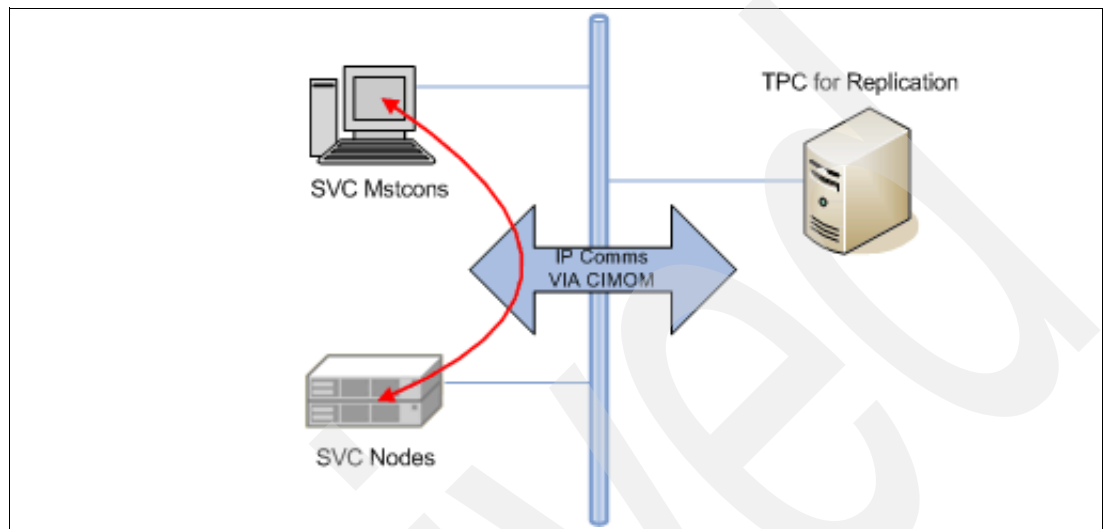 TPC for Replication
SVC Mstcons
IP Comms
VIA CIMOM
SVC Nodes